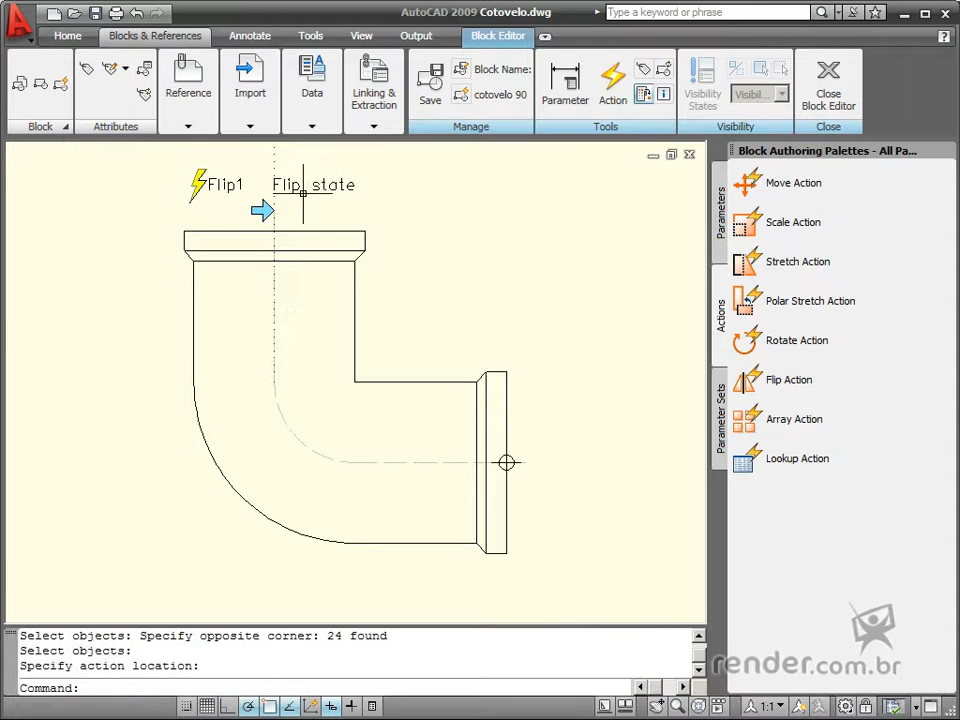 AutoCAD 2009 Cotovelo.dwg
Type a keyword or phrase
Home
Blocks & References
Annotate
Tools
View
Output
Block Editor
Reference
Import
Data
Linking &
Extraction
Save
Block Name:
cotovelo 90
Parameter
Action
Visibility
States
Visibil...
Close
Block Editor
Block
Attributes
Manage
Tools
Visibility
Close
Flip1
Flip state
Block Authoring Palettes - All Pa...
Parameters
Actions
Parameter Sets
Move Action
Scale Action
Stretch Action
Polar Stretch Action
Rotate Action
Flip Action
Array Action
Lookup Action
Select objects: Specify opposite corner: 24 found
Select objects:
Specify action location:
Command:
render.com.br
1:1